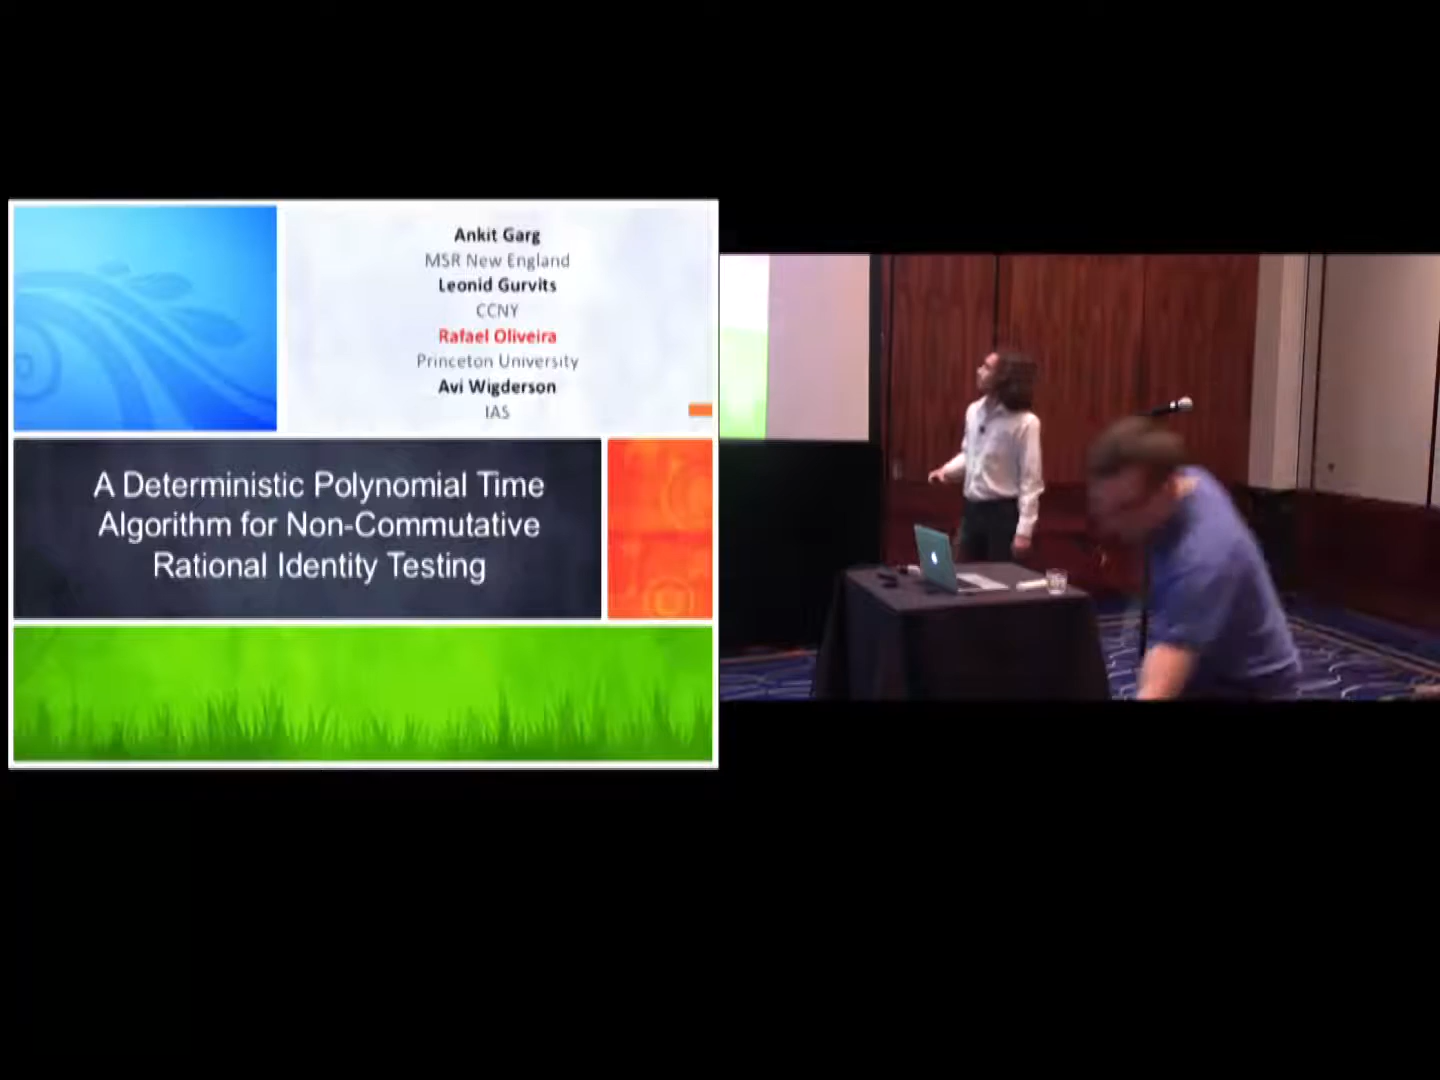 Ankit Garg
MSR New England
Leonid Gurvits
CCNY
Rafael Oliveira
Princeton University
Avi Wigderson
IAS
A Deterministic Polynomial Time
Algorithm for Non-Commutative
Rational Identity Testing